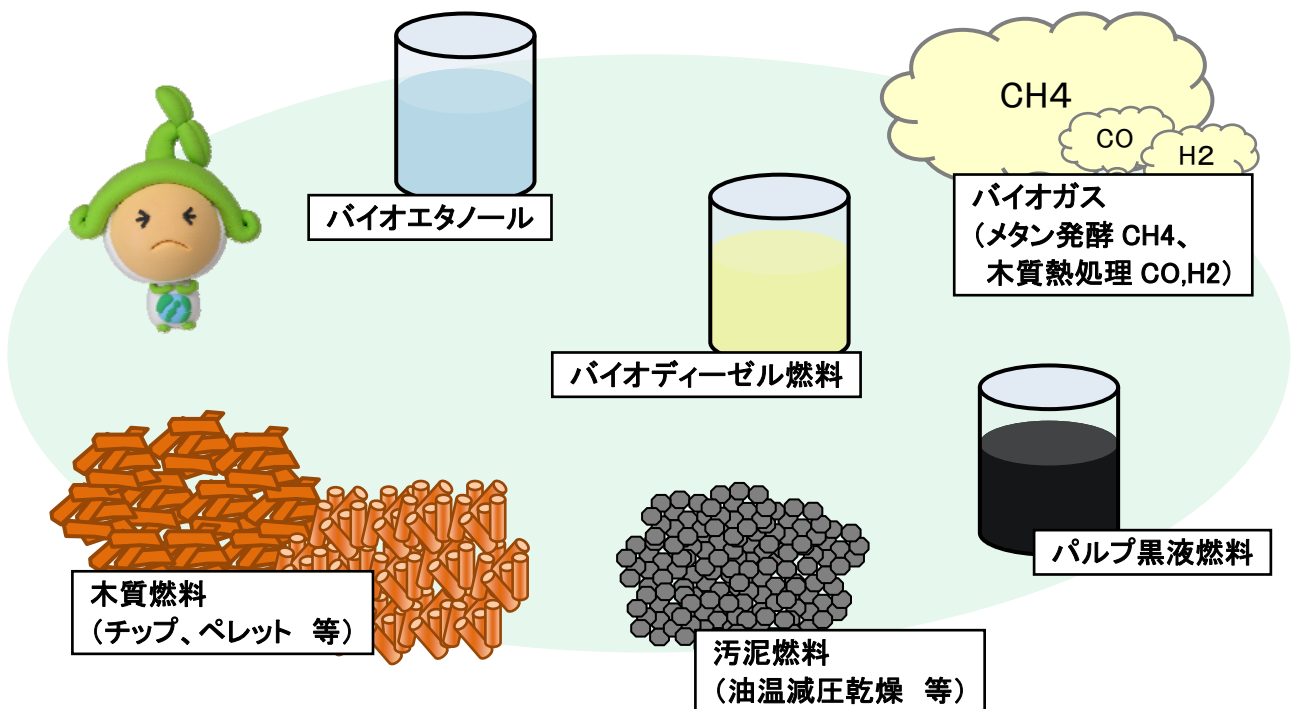 CH4
CO
H2
バイオエタノール
バイオガス
（メタン発酵 CH4、
木質熱処理 CO,H2）
バイオディーゼル燃料
パルプ黒液燃料
木質燃料
（チップ、ペレット　等）
汚泥燃料
（油温減圧乾燥　等）